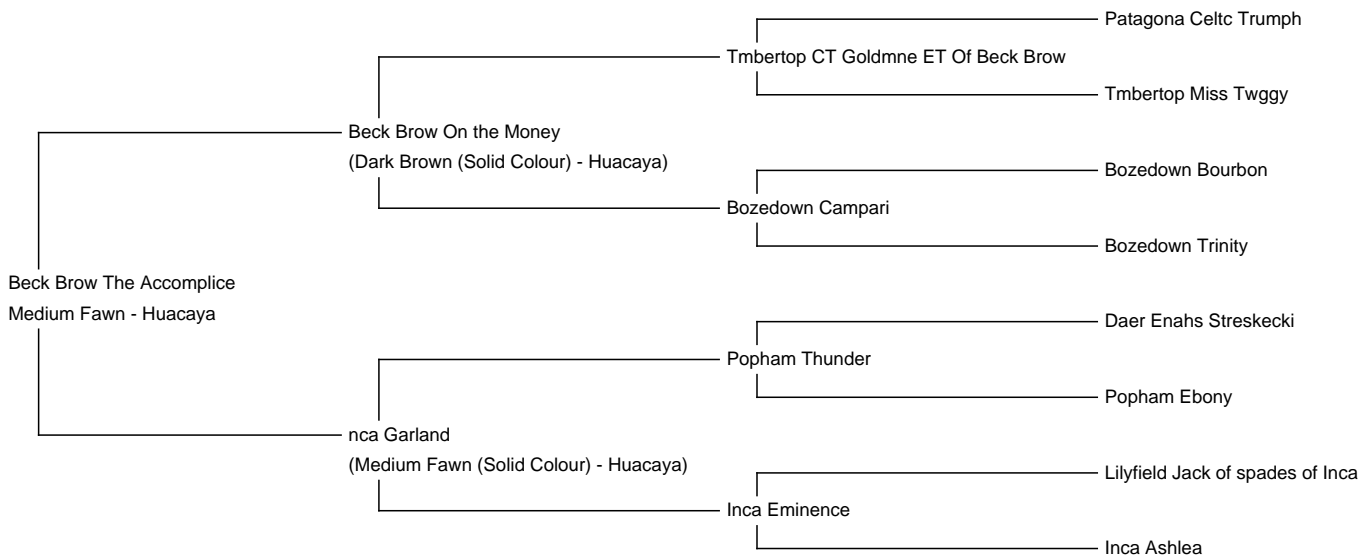 Patagona Celtc Trumph
Tmbertop CT Goldmne ET Of Beck Brow
Tmbertop Miss Twggy
Beck Brow On the Money
(Dark Brown (Solid Colour) - Huacaya)
Bozedown Bourbon
Bozedown Campari
Bozedown Trinity
Beck Brow The Accomplice
Medium Fawn - Huacaya
Daer Enahs Streskecki
Popham Thunder
Popham Ebony
nca Garland
(Medium Fawn (Solid Colour) - Huacaya)
Lilyfield Jack of spades of Inca
Inca Eminence
Inca Ashlea